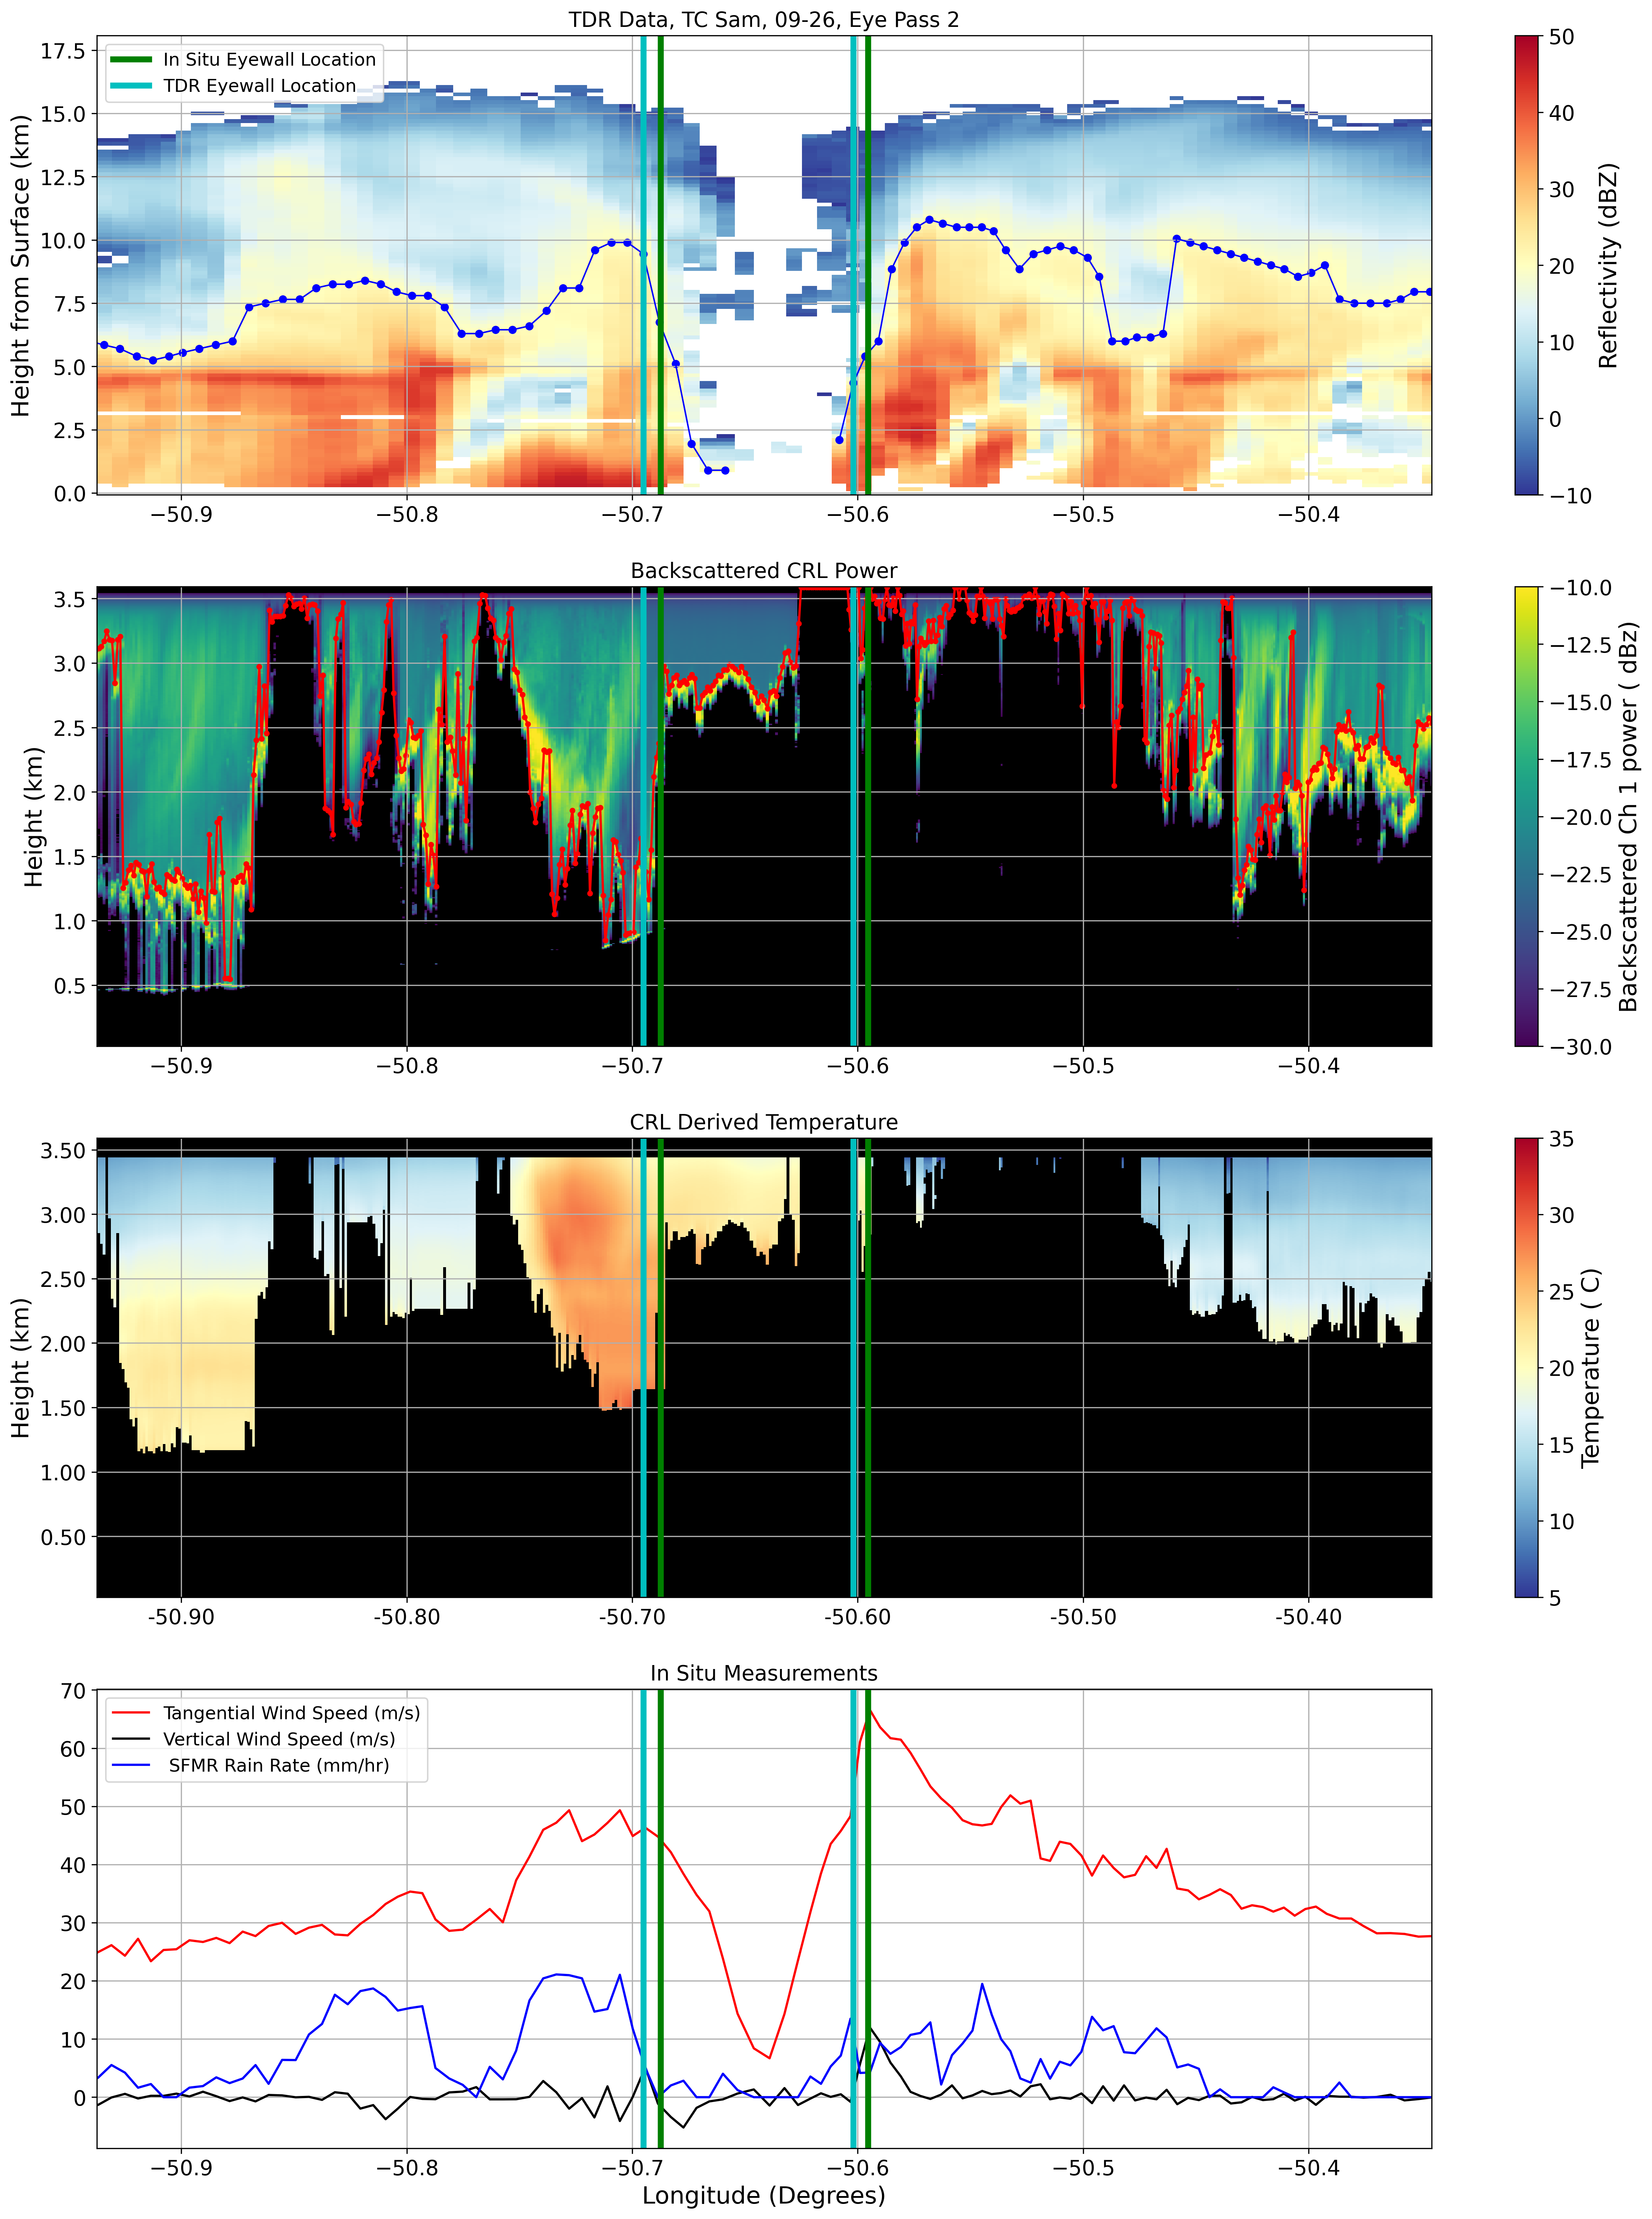 TDR Data, TC Sam, 09-26, Eye Pass 2
In Situ Eyewall Location
TDR Eyewall Location
Height from Surface (km)
17.5
15.0
12.5
10.0
7.5
5.0
2.5
0.0
−50.9 −50.8 −50.7 −50.6 −50.5 −50.4
50
40
30
20
10
0
−10
Reflectivity (dBZ)
Backscattered CRL Power
Height (km)
3.5
3.0
2.5
2.0
1.5
1.0
0.5
−50.9 −50.8 −50.7 −50.6 −50.5 −50.4
−10.0
−12.5
−15.0
−17.5
−20.0
−22.5
−25.0
−27.5
−30.0
Backscattered Ch 1 power ( dBz)
CRL Derived Temperature
Height (km)
3.50
3.00
2.50
2.00
1.50
1.00
0.50
-50.90 -50.80 -50.70 -50.60 -50.50 -50.40
35
30
25
20
15
10
5
Temperature ( C)
In Situ Measurements
Tangential Wind Speed (m/s)
Vertical Wind Speed (m/s)
SFMR Rain Rate (mm/hr)
70
60
50
40
30
20
10
0
−50.9 −50.8 −50.7 −50.6 −50.5 −50.4
Longitude (Degrees)